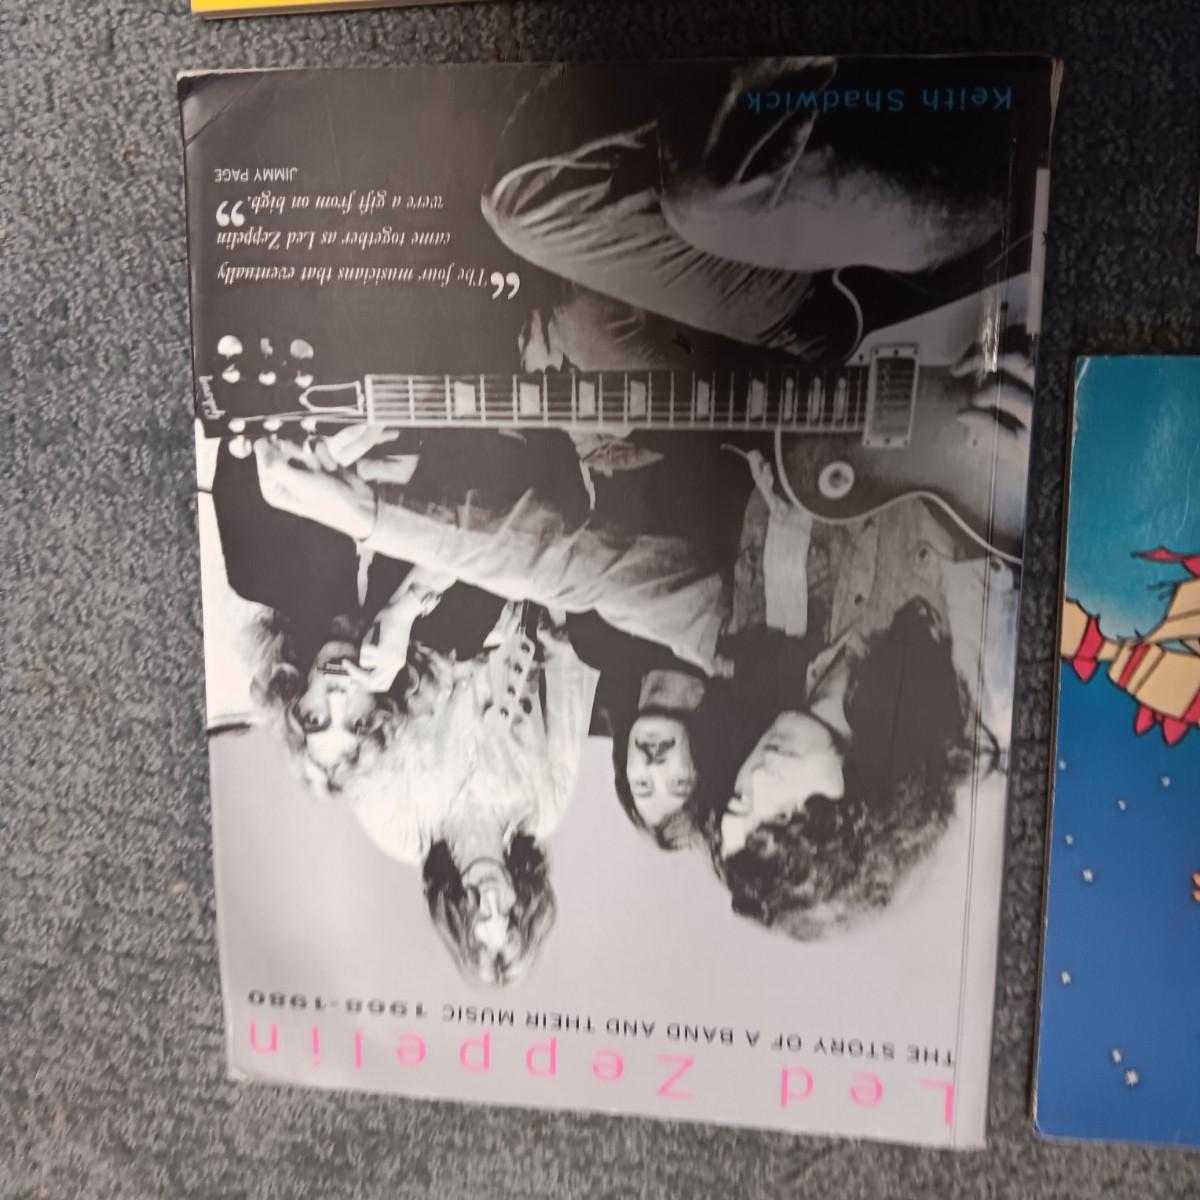 Led Zeppelin
THE STORY OF A BAND AND THEIR MUSIC 1968-1980
“The four musicians that eventually
came together as Led Zeppelin
were a gift from on high.”
JIMMY PAGE
Keith Shadwick